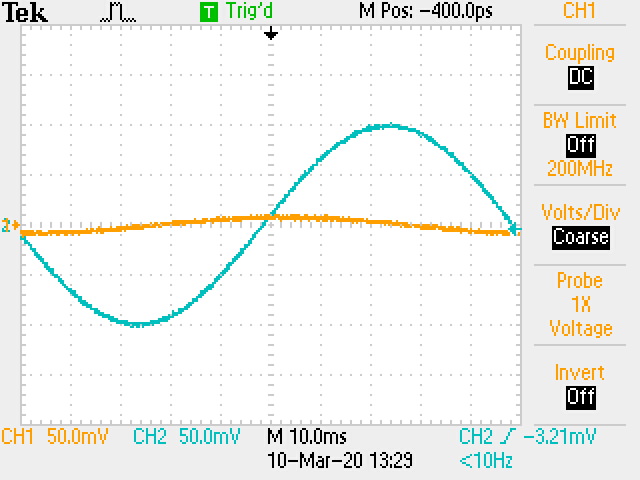 Tek
T Trig'd
M Pos: -400.0ps
CH1
Coupling
DC
BW Limit
Off
200MHz
Volts/Div
Coarse
Probe
1X
Voltage
Invert
Off
CH1 50.0mV
CH2 50.0mV
M 10.0ms
CH2 -3.21mV
10-Mar-20 13:29
<10Hz